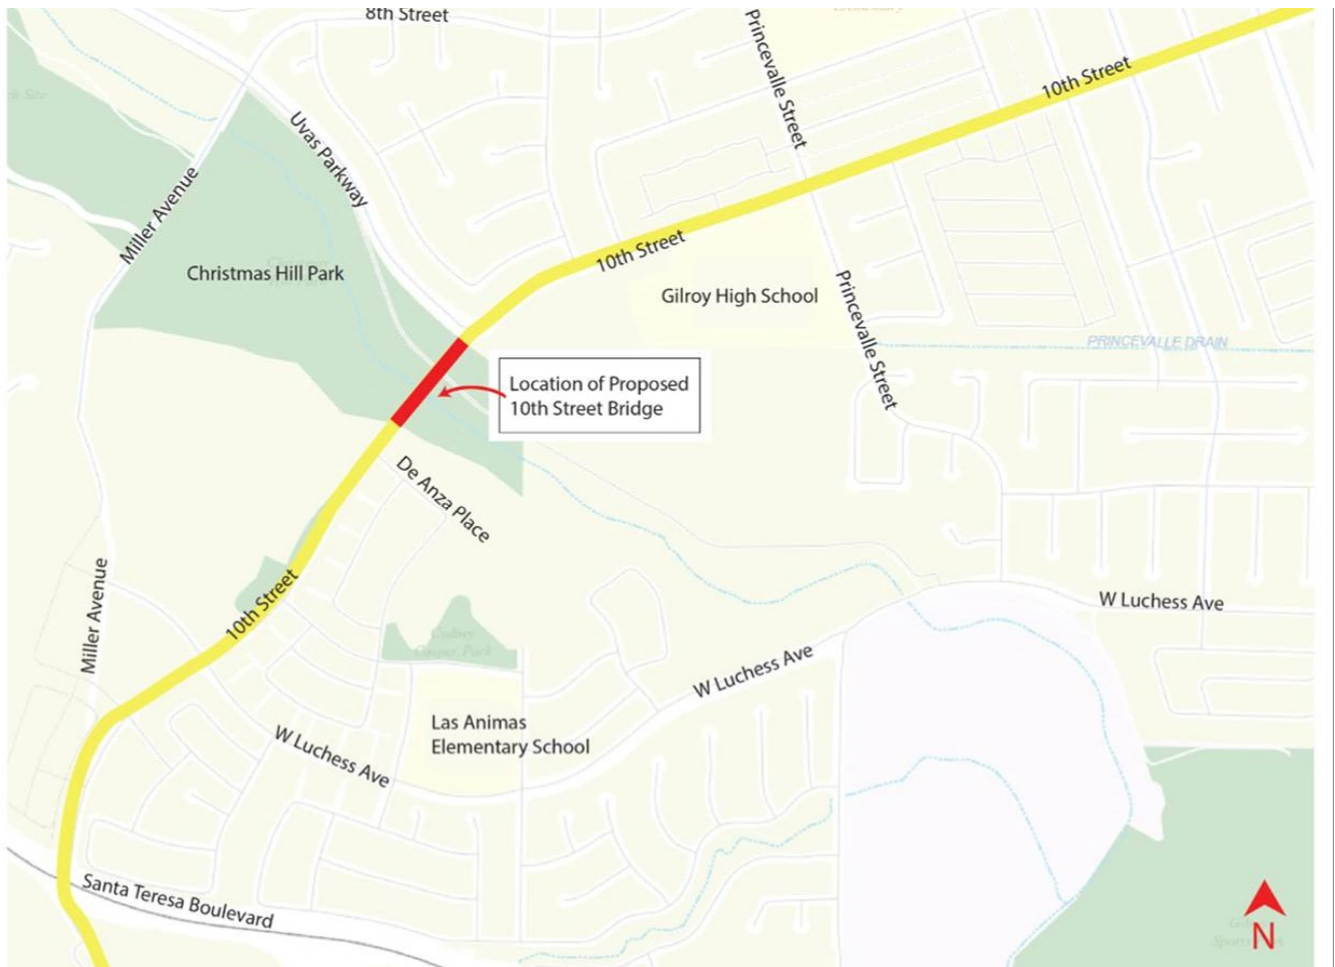 8th Street
Princevalle Street
10th Street
Uvas Parkway
Miller Avenue
10th Street
Christmas Hill Park
Gilroy High School
Princevalle Street
PRINCEVALLE DRAIN
Location of Proposed
10th Street Bridge
De Anza Place
Miller Avenue
10th Street
W Luchess Ave
W Luchess Ave
Las Animas
Elementary School
W Luchess Ave
Santa Teresa Boulevard
N